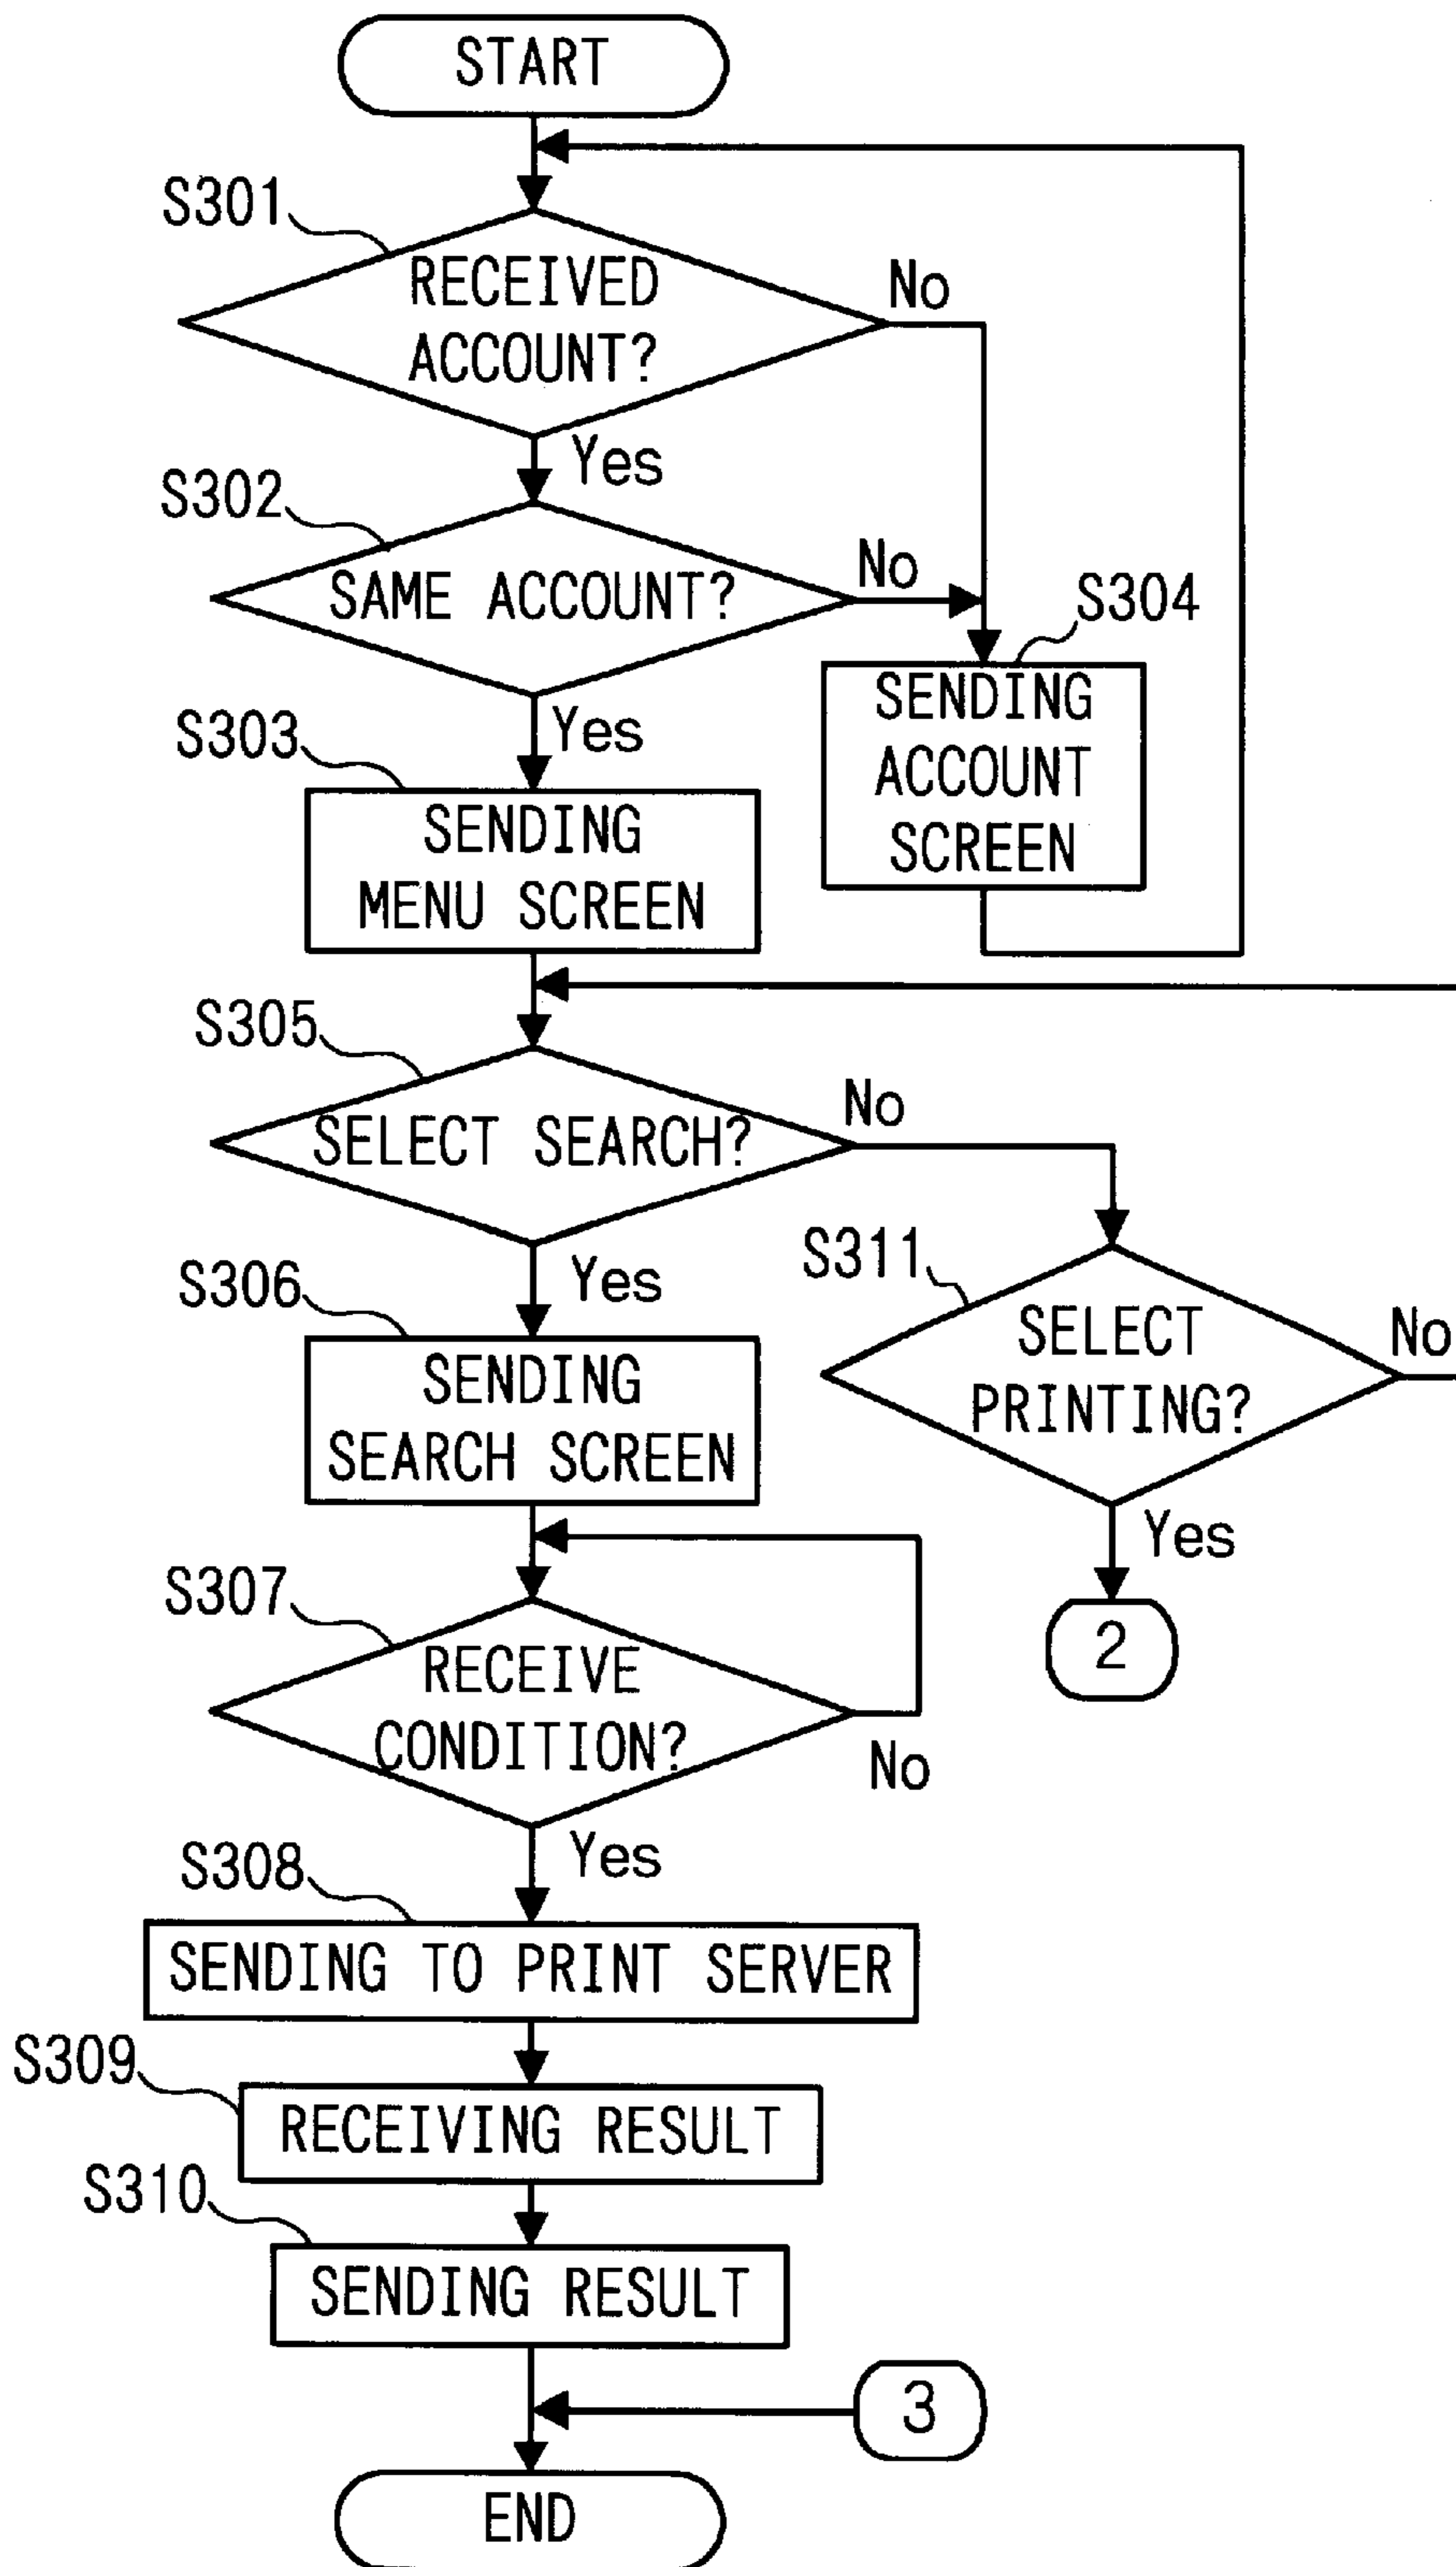 START
S301
RECEIVED
ACCOUNT?
No
Yes
S302
SAME ACCOUNT?
No
S304
SENDING
ACCOUNT
SCREEN
Yes
S303
SENDING
MENU SCREEN
S305
SELECT SEARCH?
No
Yes
S311
SELECT
PRINTING?
No
Yes
2
S306
SENDING
SEARCH SCREEN
S307
RECEIVE
CONDITION?
No
Yes
S308
SENDING TO PRINT SERVER
S309
RECEIVING RESULT
S310
SENDING RESULT
3
END